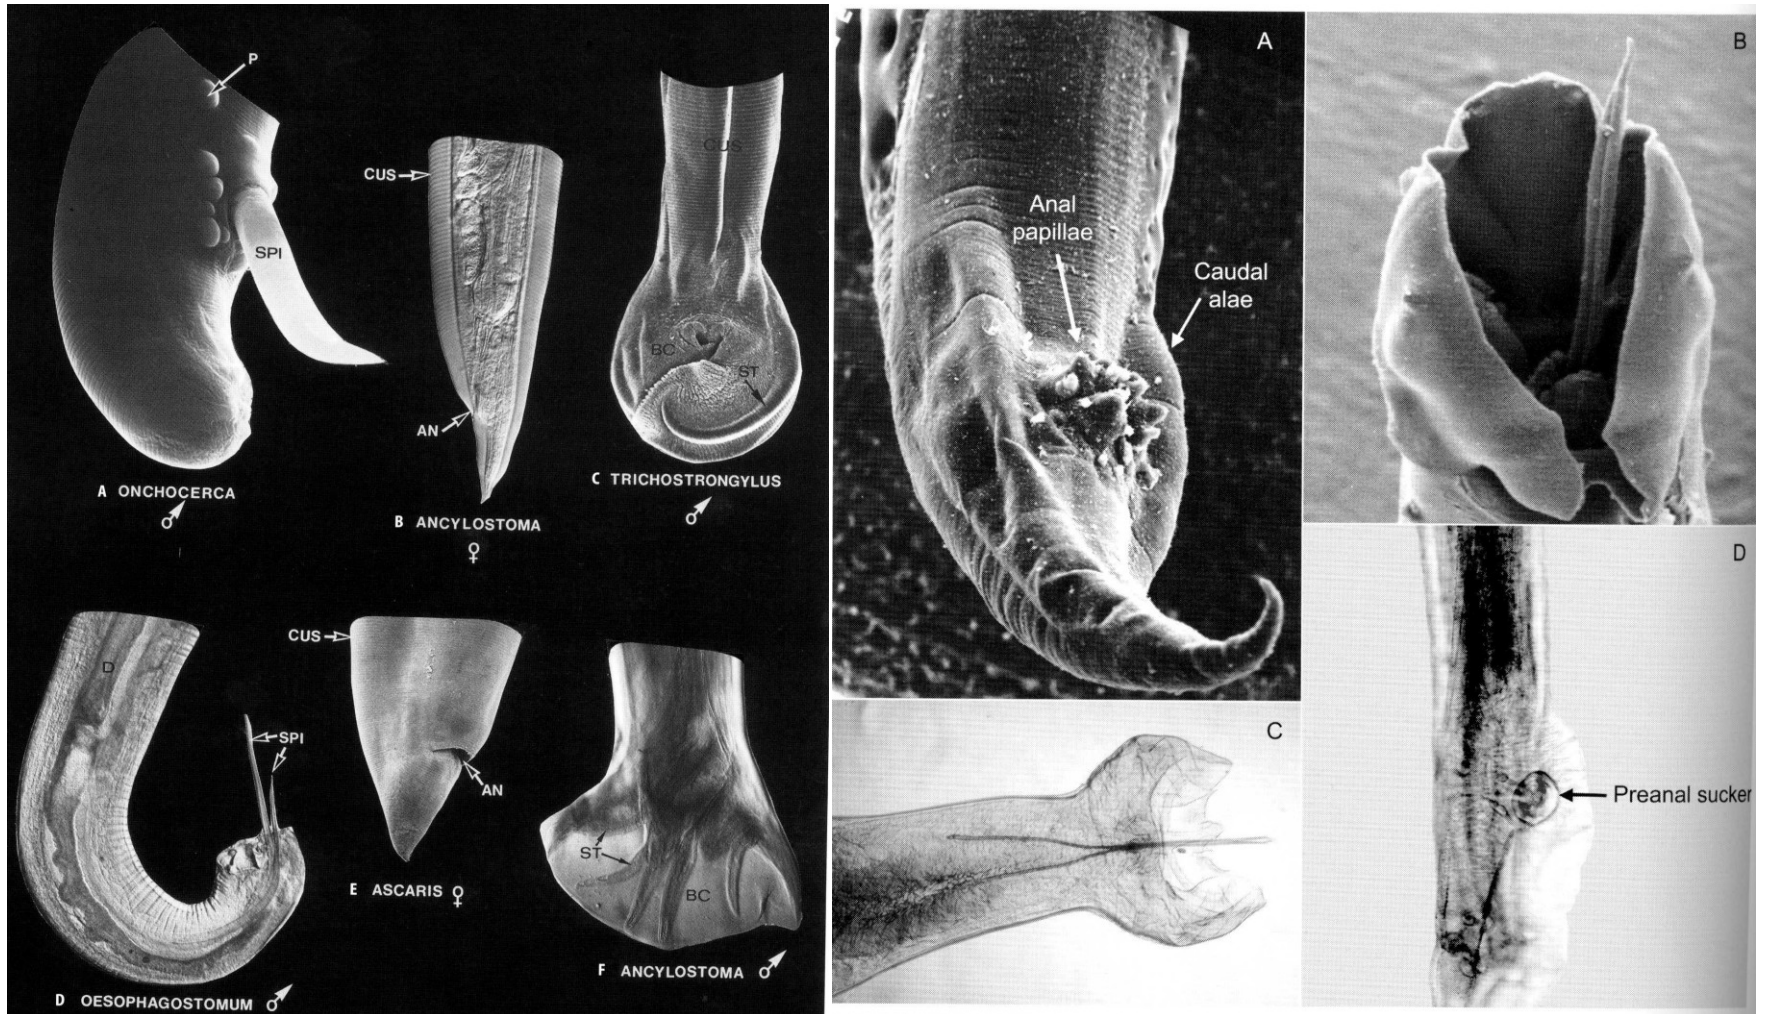 P
SPI
A ONCHOCERCA
♂
CUS
AN
B ANCYLOSTOMA
♀
CUS
BC
ST
C TRICHOSTRONGYLUS
♂
D
SPI
D OESOPHAGOSTOMUM ♂
CUS
AN
E ASCARIS ♀
ST
BC
F ANCYLOSTOMA ♂
A
Anal
papillae
Caudal
alae
B
C
D
Preanal sucker